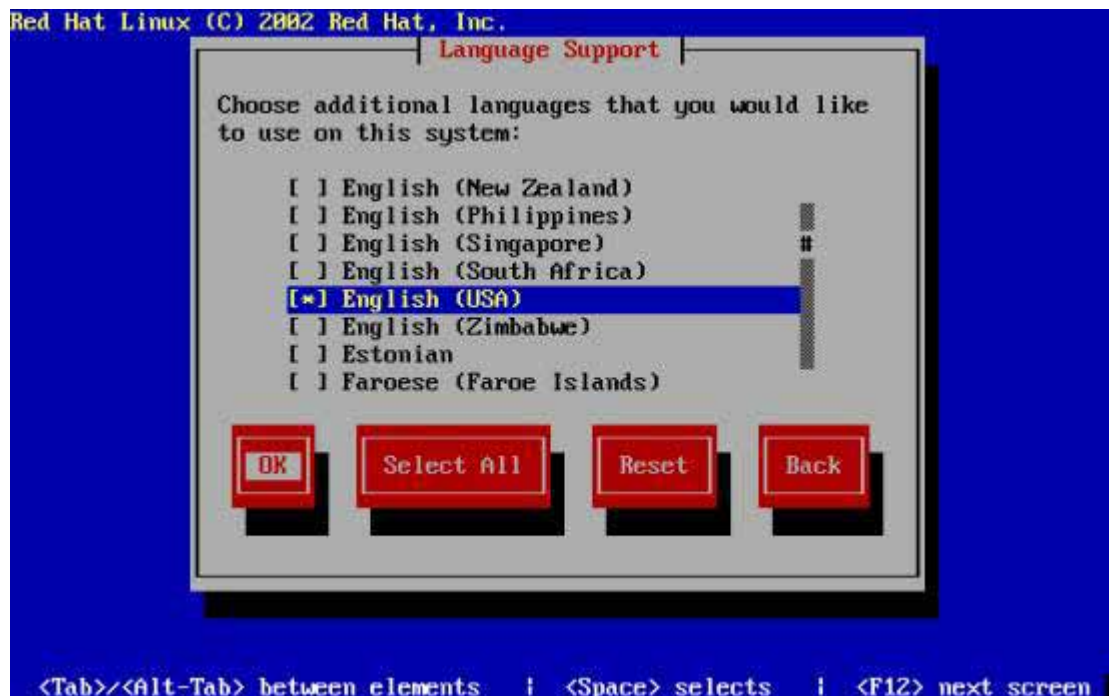 Red Hat Linux (C) 2002 Red Hat, Inc.
Language Support
Choose additional languages that you would like
to use on this system:
[ ] English (New Zealand)
[ ] English (Philippines)
[ ] English (Singapore)
#
[ ] English (South Africa)
[*] English (USA)
[ ] English (Zimbabwe)
[ ] Estonian
[ ] Faroese (Faroe Islands)
OK Select All Reset Back
<Tab>/<Alt-Tab> between elements | <Space> selects | <F12> next screen